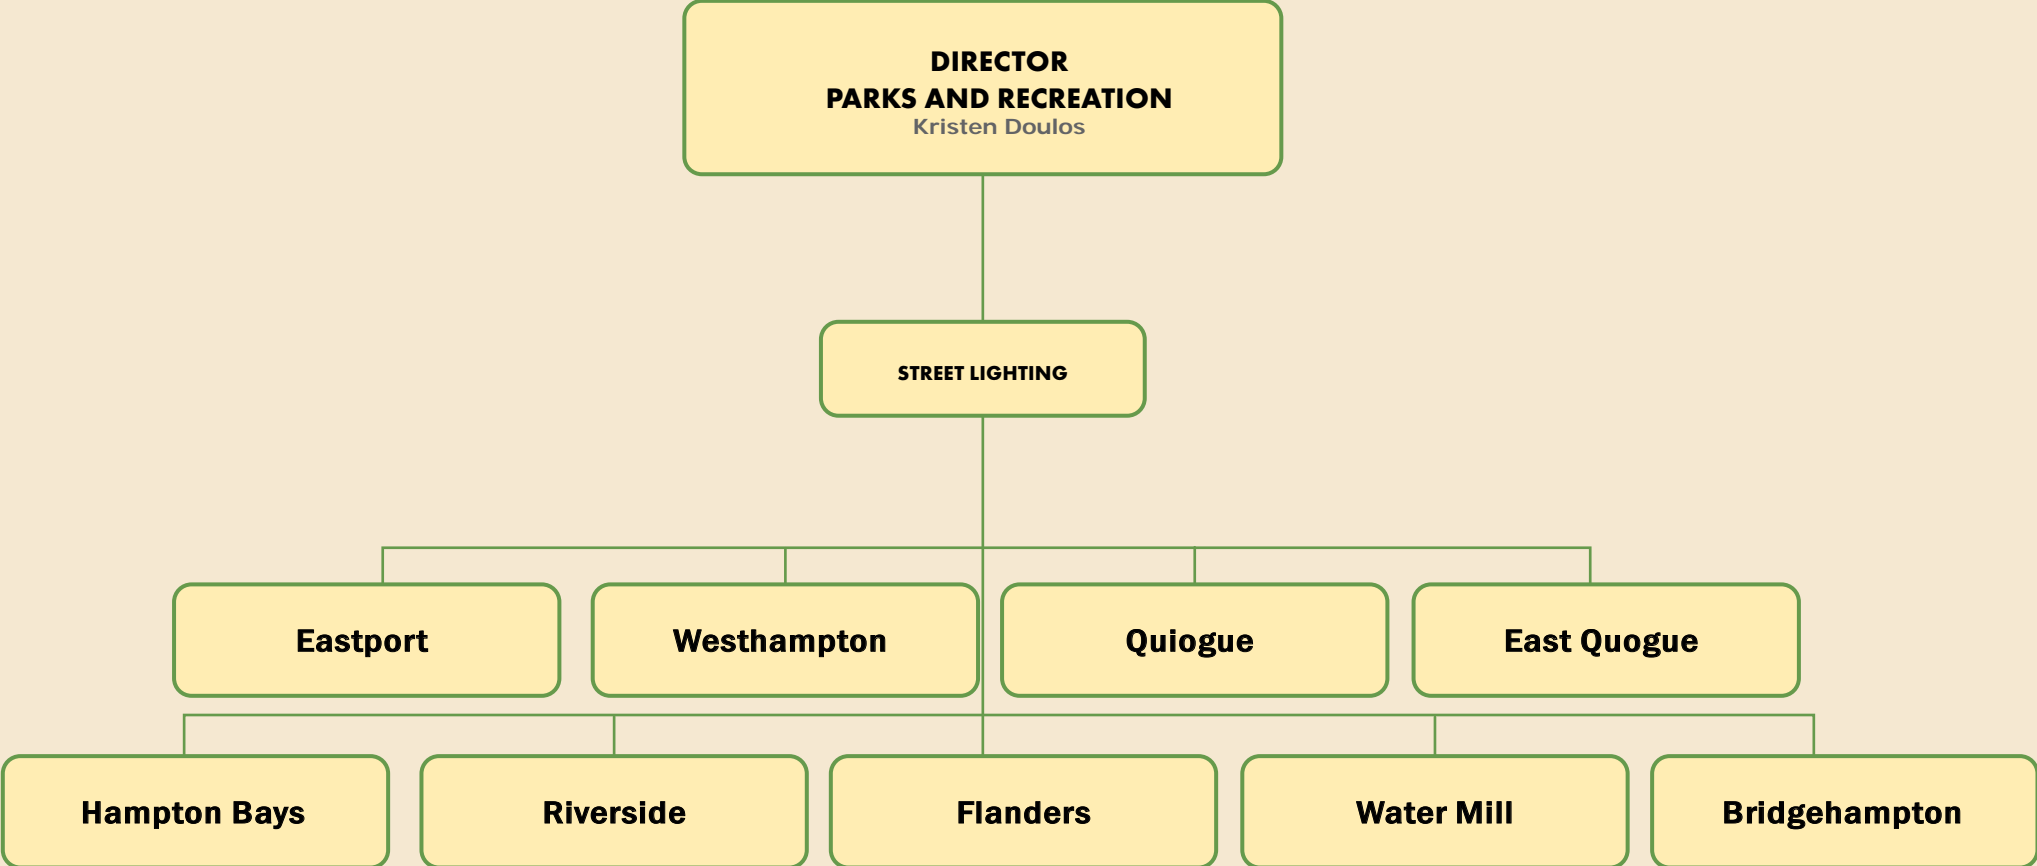 DIRECTOR
PARKS AND RECREATION
Kristen Doulos
STREET LIGHTING
Eastport
Westhampton
Quiogue
East Quogue
Hampton Bays
Riverside
Flanders
Water Mill
Bridgehampton